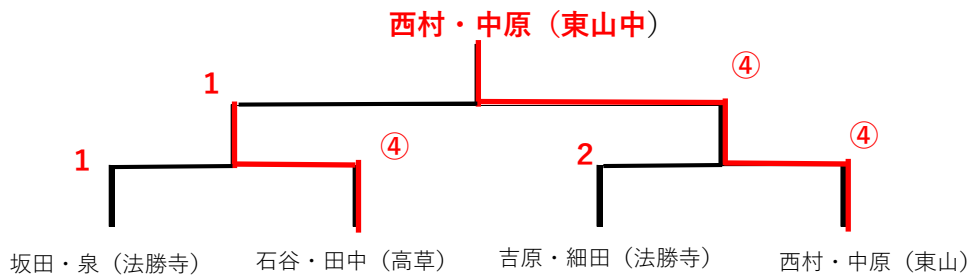 西村・中原（東山中）
1 ④
1 ④ 2 ④
坂田・泉（法勝寺） 石谷・田中（高草） 吉原・細田（法勝寺） 西村・中原（東山）